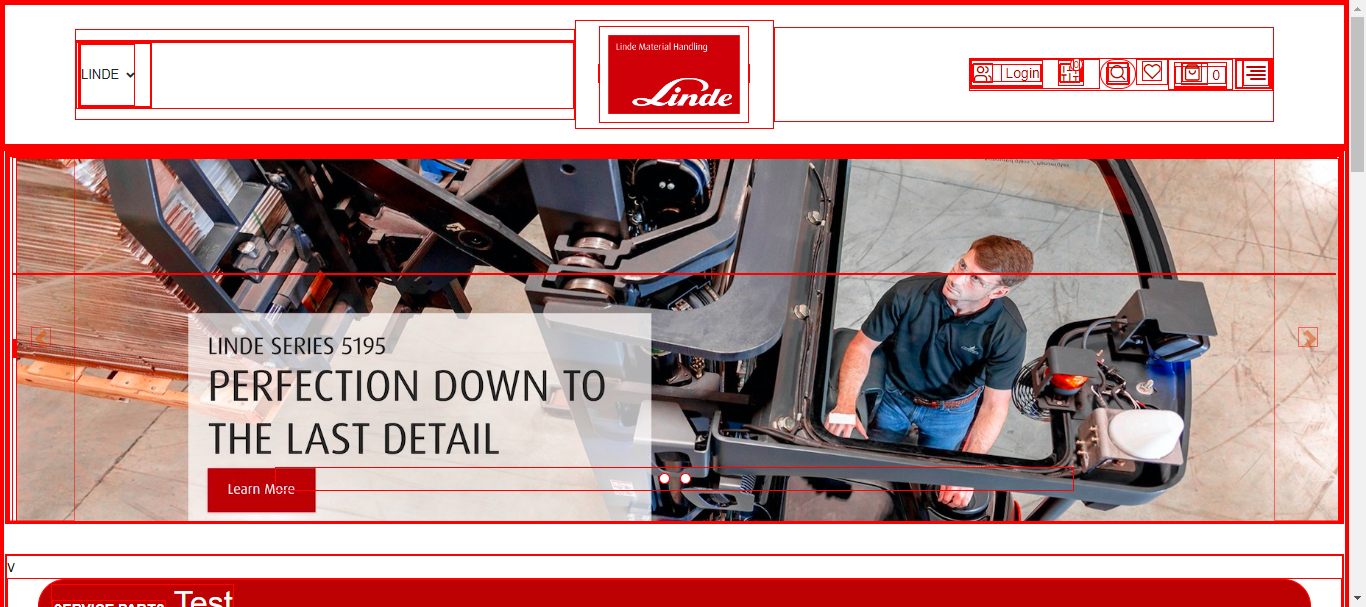 LINDE
Linde Material Handling
Linde
Login
0
0
LINDE SERIES 5195
PERFECTION DOWN TO
THE LAST DETAIL
Learn More
V
SERVICE PARTS Test